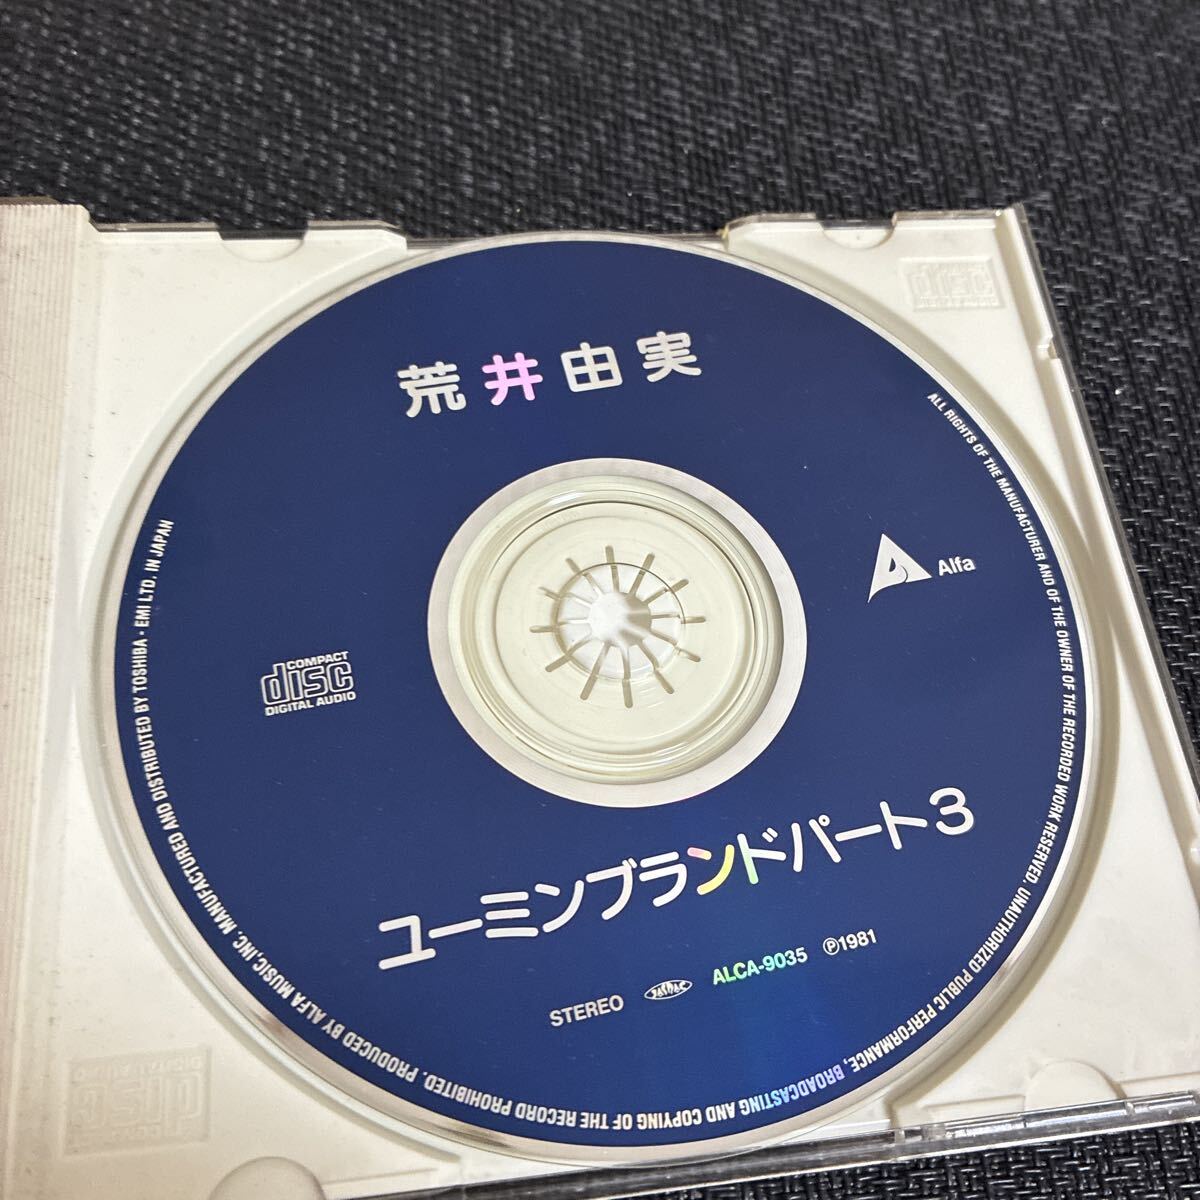 荒井由実
Alfa
COMPACT
disc
DIGITAL AUDIO
ユーミンブランドパート3
STEREO JASRAC ALCA-9035 ℗1981
ALL RIGHTS OF THE MANUFACTURER AND OF THE OWNER OF THE RECORDED WORK RESERVED. UNAUTHORIZED PUBLIC PERFORMANCE, BROADCASTING AND COPYING OF THE RECORD PROHIBITED. PRODUCED BY ALFA MUSIC, INC. MANUFACTURED AND DISTRIBUTED BY TOSHIBA・EMI LTD. IN JAPAN
disc